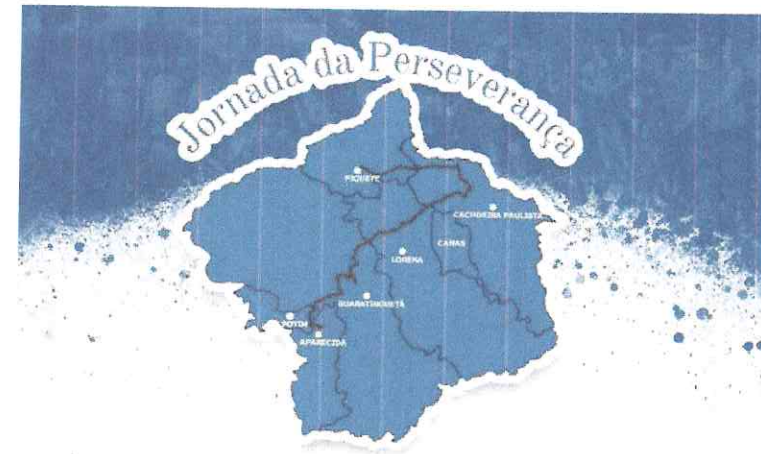 Jornada da Perseverança
PIQUETE
CACHOEIRA PAULISTA
CANAS
LORENA
GUARATINGUETÁ
POTIM
APARECIDA